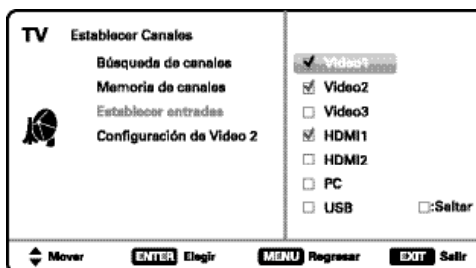 TV Establecer Canales
Búsqueda de canales
Memoria de canales
Establecer entradas
Configuración de Video 2
Video1
Video2
Video3
HDMI1
HDMI2
PC
USB :Saltar
Mover ENTER Elegir MENU Regresar EXIT Salir